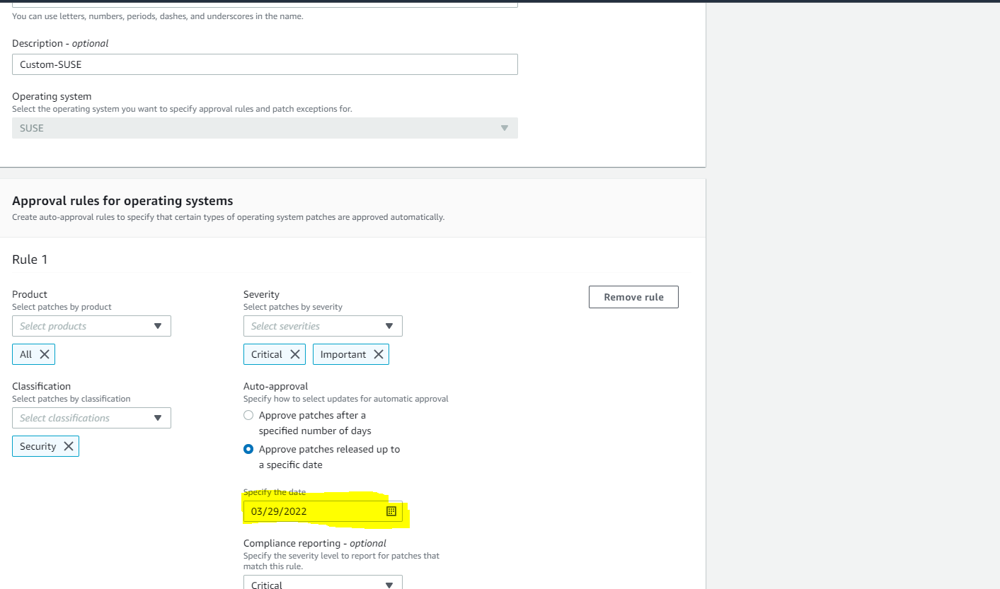 You can use letters, numbers, periods, dashes, and underscores in the name.
Description - optional
Custom-SUSE
Operating system
Select the operating system you want to specify approval rules and patch exceptions for.
SUSE
Approval rules for operating systems
Create auto-approval rules to specify that certain types of operating system patches are approved automatically.
Rule 1
Product
Select patches by product
Select products
All
Severity
Select patches by severity
Select severities
Critical
Important
Remove rule
Classification
Select patches by classification
Select classifications
Security
Auto-approval
Specify how to select updates for automatic approval
Approve patches after a
specified number of days
Approve patches released up to
a specific date
Specify the date
03/29/2022
Compliance reporting - optional
Specify the severity level to report for patches that
match this rule.
Critical